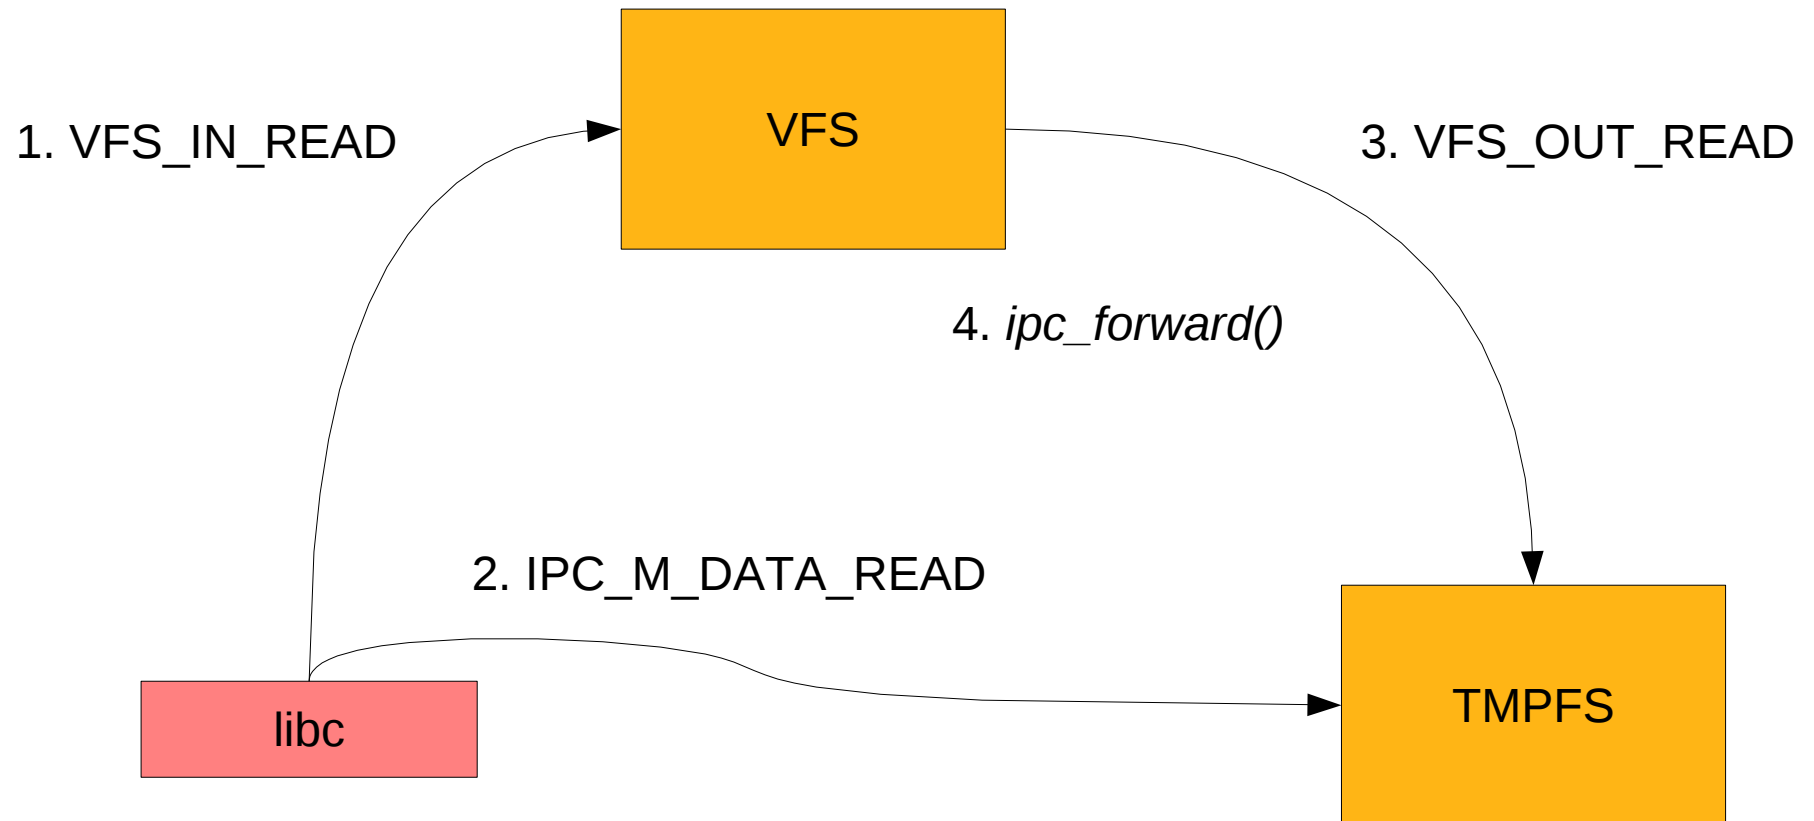 VFS
1. VFS_IN_READ
3. VFS_OUT_READ
4. ipc_forward()
2. IPC_M_DATA_READ
libc
TMPFS